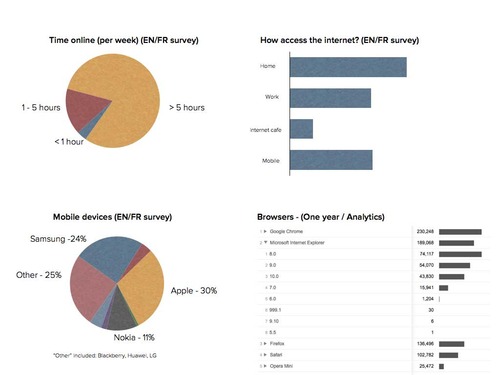 Time online (per week) (EN/FR survey)
1 - 5 hours
> 5 hours
< 1 hour
How access the internet? (EN/FR survey)
Home
Work
Internet cafe
Mobile
Mobile devices (EN/FR survey)
Samsung -24%
Other - 25%
Apple - 30%
Nokia - 11%
"Other" included: Blackberry, Huawei, LG
Browsers - (One year / Analytics)
Google Chrome 230,248
Microsoft Internet Explorer 189,068
8.0 74,117
9.0 54,070
10.0 43,630
7.0 15,941
6.0 1,204
999.1 30
9.10 6
5.5 1
Firefox 136,496
Safari 102,782
Opera Mini 25,472